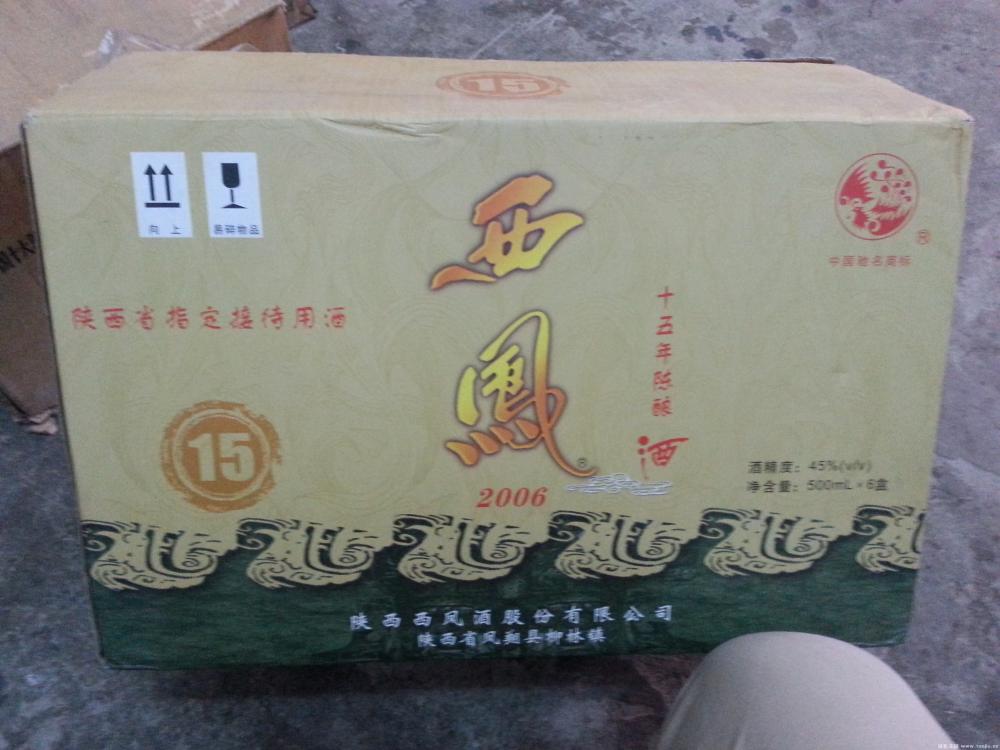 15
向上
易碎物品
西鳳
®
®
中国驰名商标
陕西省指定接待用酒
十五年陈酿
酒
15
2006
酒精度：45%(v/v)
净含量：500mL×6盒
陕西西凤酒股份有限公司
陕西省凤翔县柳林镇